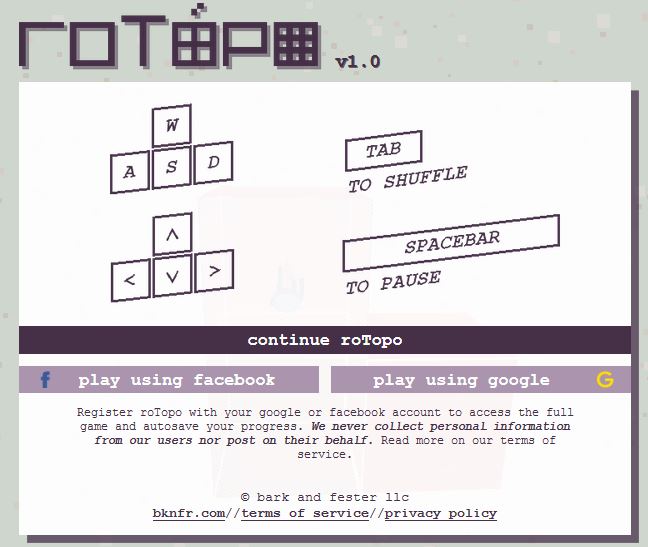 roTopo v1.0
W
A S D
TAB
TO SHUFFLE
^
< v >
SPACEBAR
TO PAUSE
continue roTopo
f play using facebook
play using google G
Register roTopo with your google or facebook account to access the full
game and autosave your progress. We never collect personal information
from our users nor post on their behalf. Read more on our terms of
service.
© bark and fester llc
bknfr.com//terms of service//privacy policy